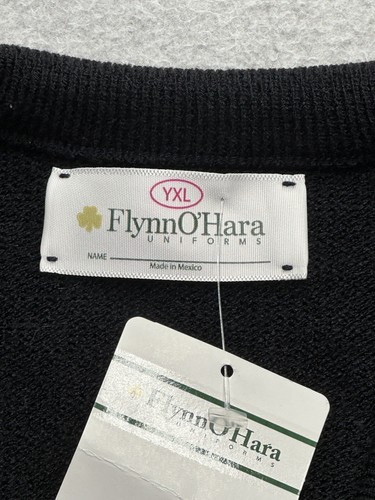 YXL
FlynnO'Hara
UNIFORMS
NAME
Made in Mexico
FlynnO'Hara
UNIFORMS